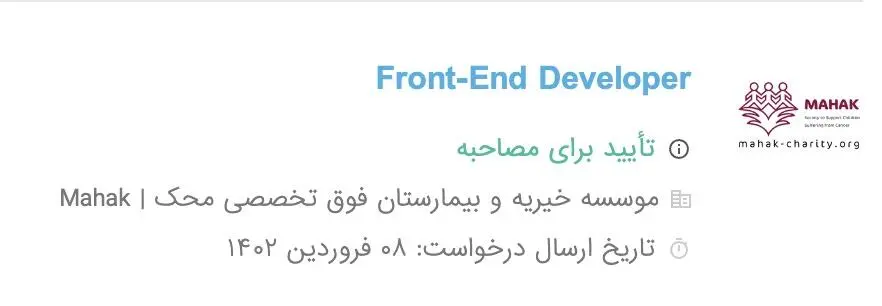 Front-End Developer
تأیید برای مصاحبه
موسسه خیریه و بیمارستان فوق تخصصی محک | Mahak
تاریخ ارسال درخواست: ۰۸ فروردین ۱۴۰۲
MAHAK
Society to Support Children
Suffering from Cancer
mahak-charity.org